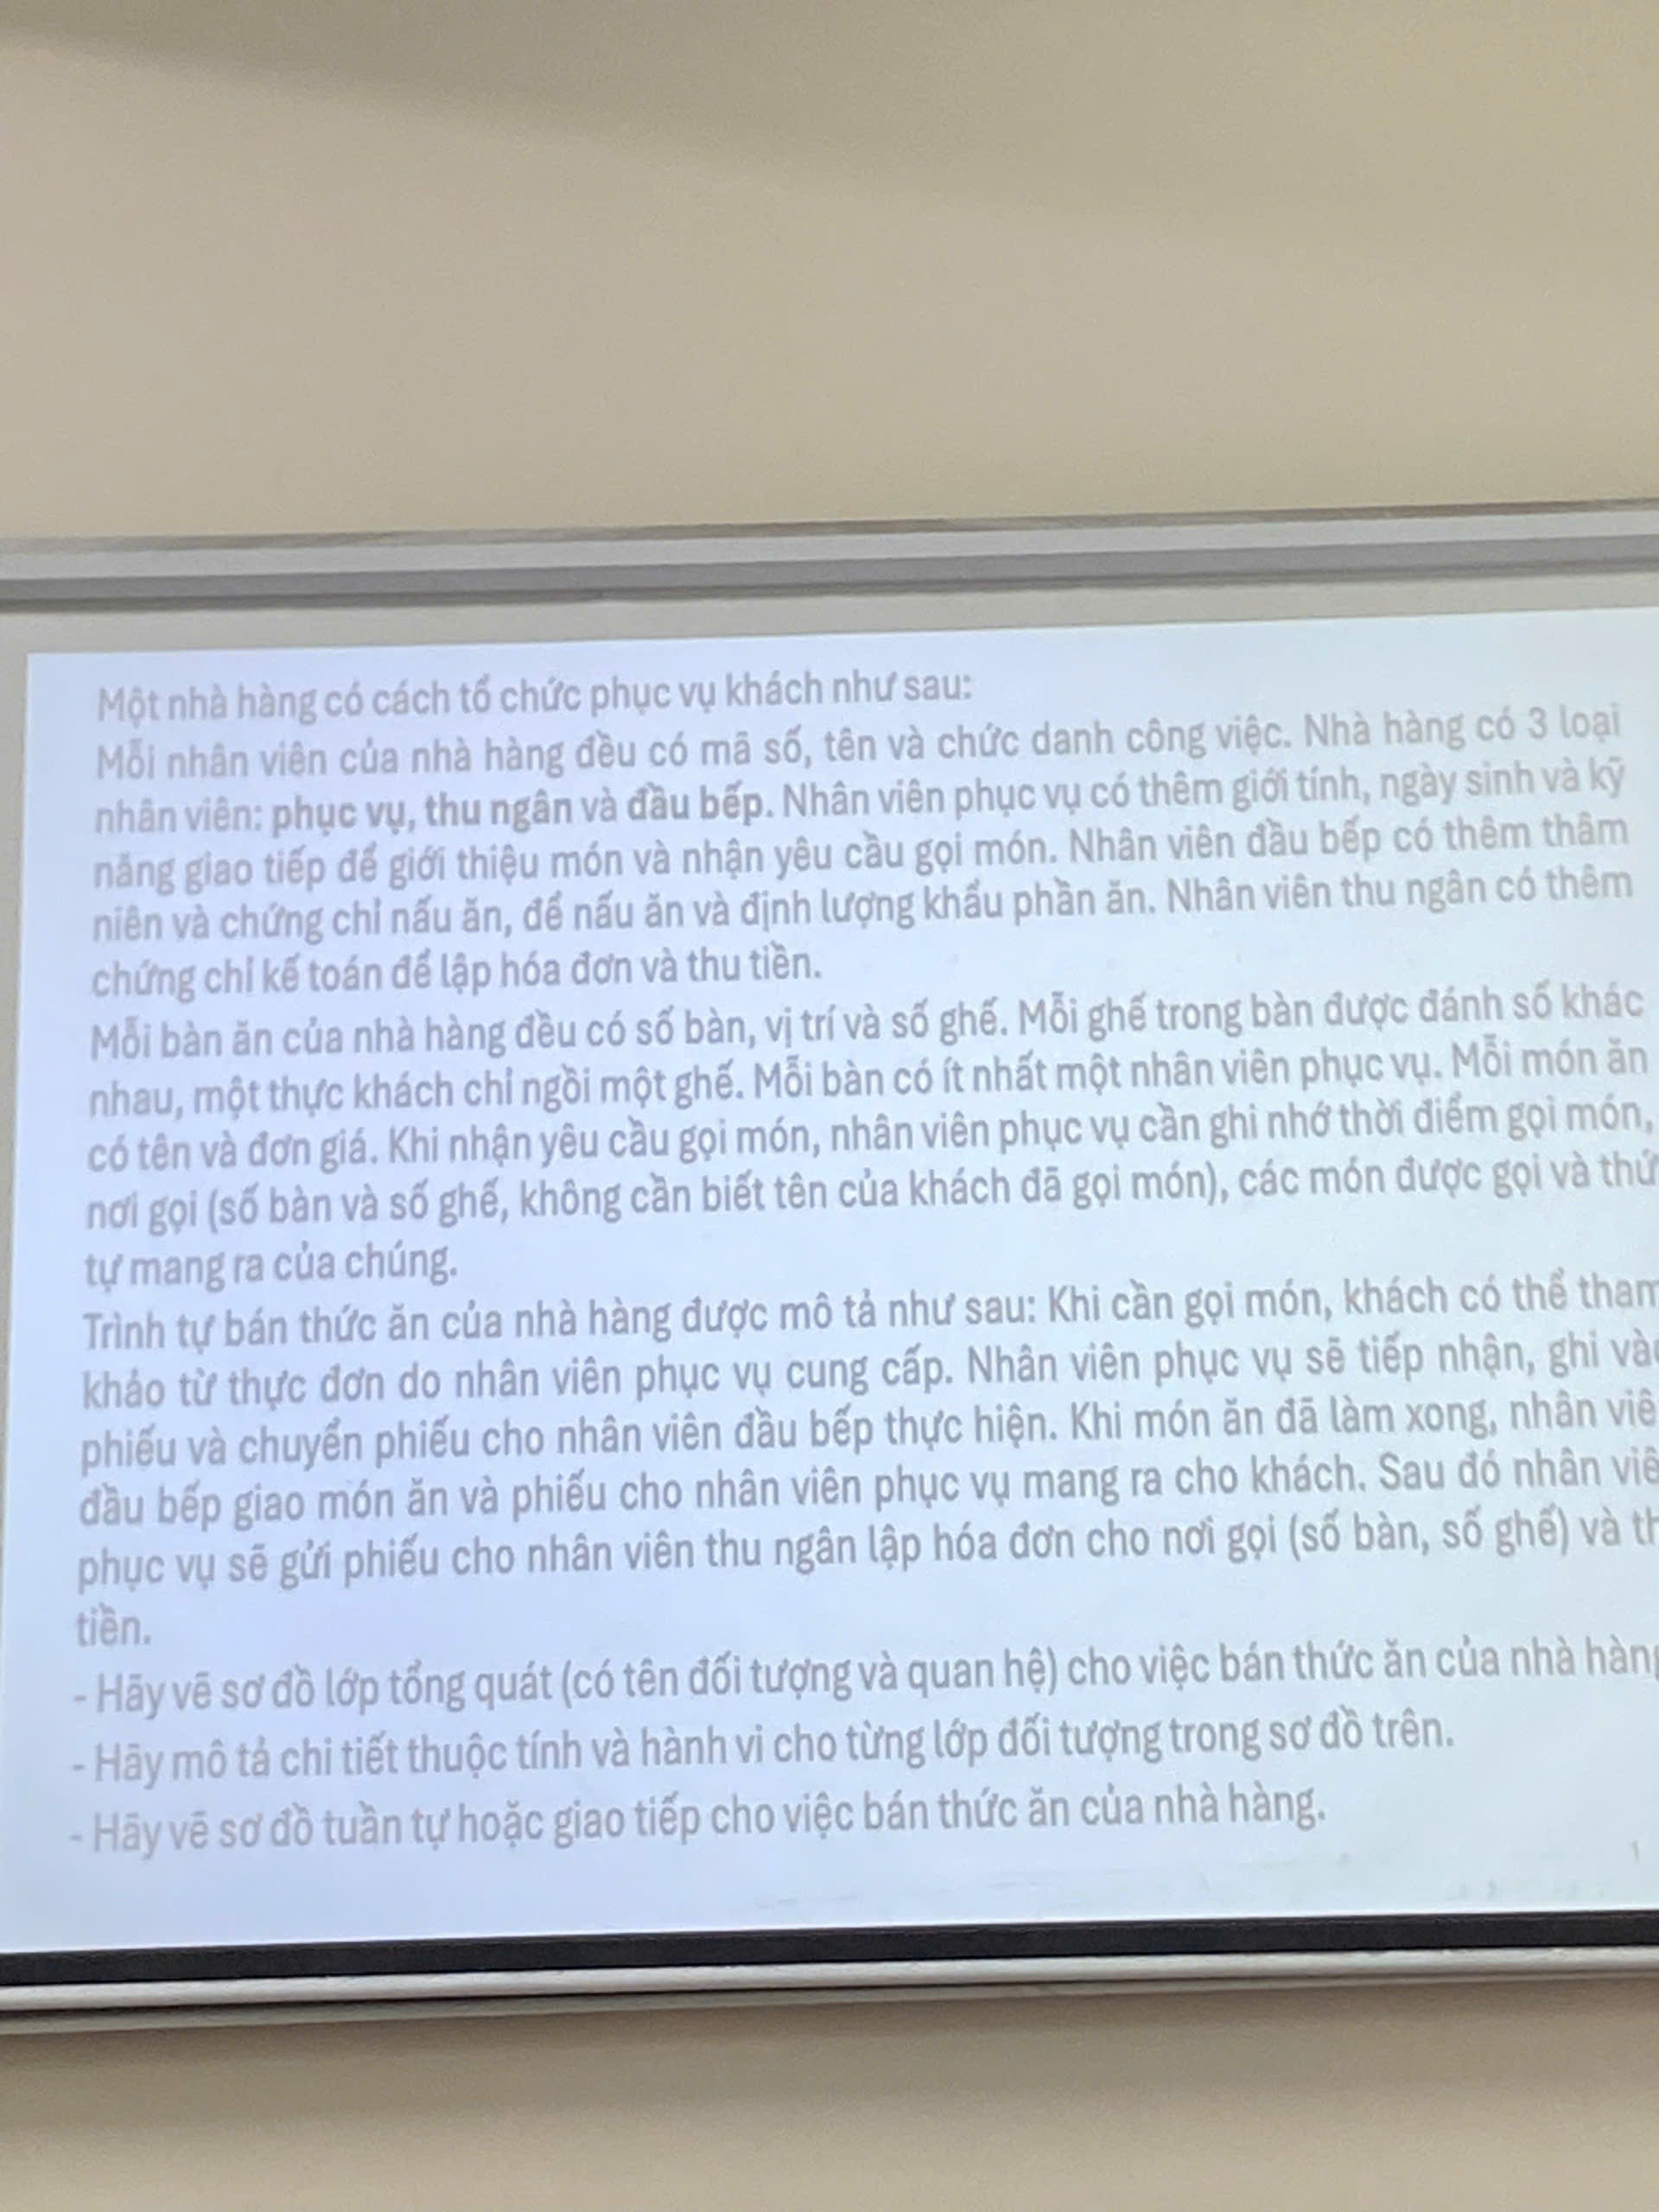 Một nhà hàng có cách tổ chức phục vụ khách như sau:
Mỗi nhân viên của nhà hàng đều có mã số, tên và chức danh công việc. Nhà hàng có 3 loại
nhân viên: phục vụ, thu ngân và đầu bếp. Nhân viên phục vụ có thêm giới tính, ngày sinh và kỹ
năng giao tiếp để giới thiệu món và nhận yêu cầu gọi món. Nhân viên đầu bếp có thêm thâm
niên và chứng chỉ nấu ăn, để nấu ăn và định lượng khẩu phần ăn. Nhân viên thu ngân có thêm
chứng chỉ kế toán để lập hóa đơn và thu tiền.
Mỗi bàn ăn của nhà hàng đều có số bàn, vị trí và số ghế. Mỗi ghế trong bàn được đánh số khác
nhau, một thực khách chỉ ngồi một ghế. Mỗi bàn có ít nhất một nhân viên phục vụ. Mỗi món ăn
có tên và đơn giá. Khi nhận yêu cầu gọi món, nhân viên phục vụ cần ghi nhớ thời điểm gọi món,
nơi gọi (số bàn và số ghế, không cần biết tên của khách đã gọi món), các món được gọi và thứ
tự mang ra của chúng.
Trình tự bán thức ăn của nhà hàng được mô tả như sau: Khi cần gọi món, khách có thể tham
khảo từ thực đơn do nhân viên phục vụ cung cấp. Nhân viên phục vụ sẽ tiếp nhận, ghi
phiếu và chuyển phiếu cho nhân viên đầu bếp thực hiện. Khi món ăn đã làm xong, nhân
đầu bếp giao món ăn và phiếu cho nhân viên phục vụ mang ra cho khách. Sau đó nhân
phục vụ sẽ gửi phiếu cho nhân viên thu ngân lập hóa đơn cho nơi gọi (số bàn, số ghế) và
tiền.
- Hãy vẽ sơ đồ lớp tổng quát (có tên đối tượng và quan hệ) cho việc bán thức ăn của nhà hàng
- Hãy mô tả chi tiết thuộc tính và hành vi cho từng lớp đối tượng trong sơ đồ trên.
- Hãy vẽ sơ đồ tuần tự hoặc giao tiếp cho việc bán thức ăn của nhà hàng.
1